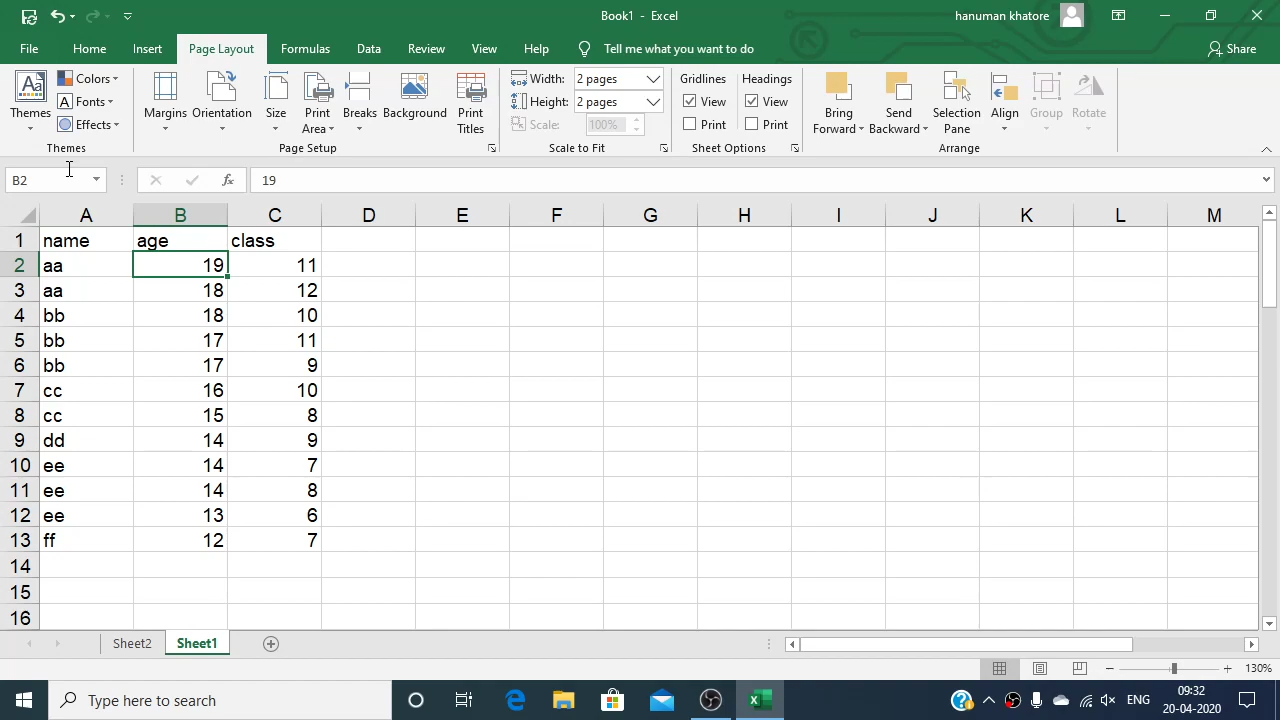 Book1 - Excel
hanuman khatore
File Home Insert Page Layout Formulas Data Review View Help Tell me what you want to do Share
Themes
Colors
Fonts
Effects
Themes
Margins
Orientation
Size
Print
Area
Breaks
Background
Print
Titles
Page Setup
Width: 2 pages
Height: 2 pages
Scale: 100%
Scale to Fit
Gridlines Headings
View View
Print Print
Sheet Options
Bring
Forward
Send
Backward
Selection
Pane
Align
Group
Rotate
Arrange
B2 fx 19
A B C D E F G H I J K L M
1 name age class
2 aa 19 11
3 aa 18 12
4 bb 18 10
5 bb 17 11
6 bb 17 9
7 cc 16 10
8 cc 15 8
9 dd 14 9
10 ee 14 7
11 ee 14 8
12 ee 13 6
13 ff 12 7
14
15
16
Sheet2 Sheet1
130%
Type here to search
ENG
09:32
20-04-2020